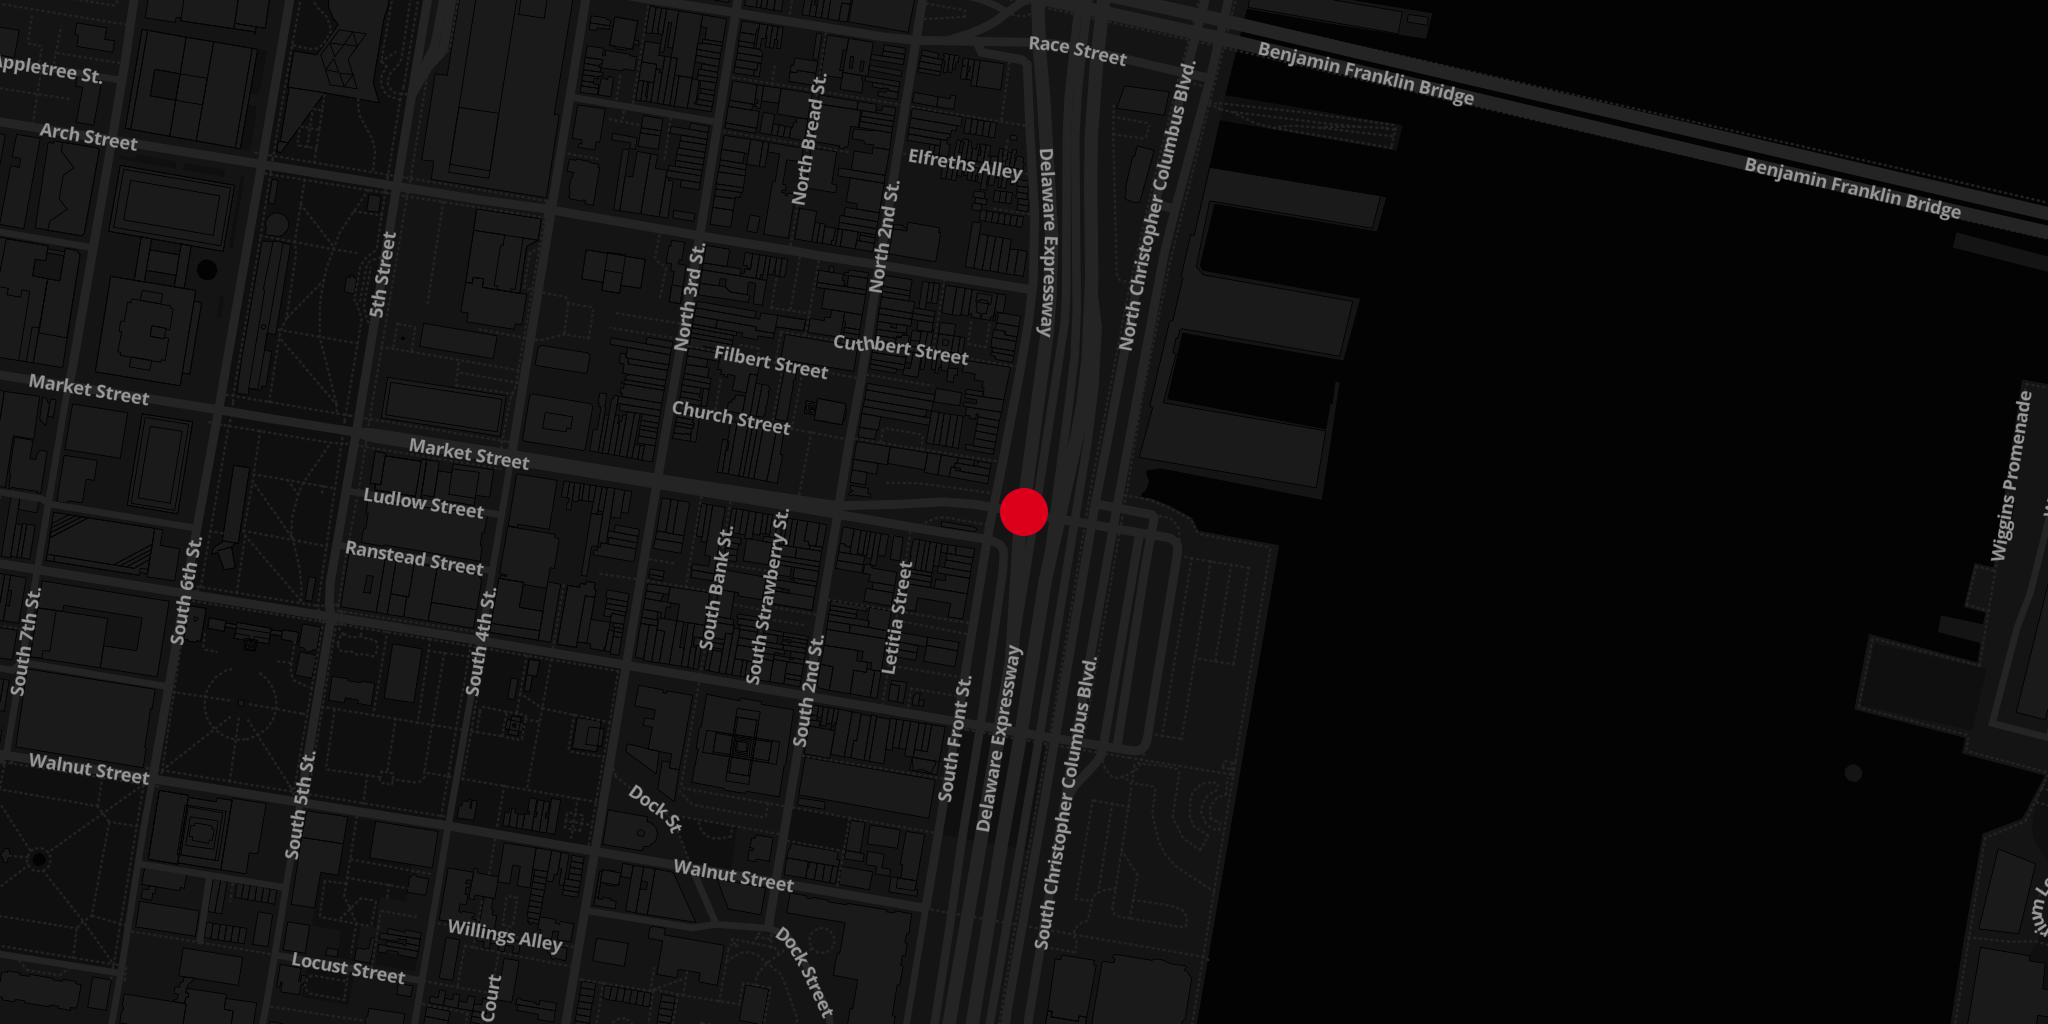 Race Street
Benjamin Franklin Bridge
Appletree St.
Arch Street
North Bread St.
Elfreths Alley
Delaware Expressway
North Christopher Columbus Blvd.
Benjamin Franklin Bridge
North 2nd St.
5th Street
North 3rd St.
Cuthbert Street
Filbert Street
Market Street
Church Street
Market Street
Wiggins Promenade
Ludlow Street
Ranstead Street
South 6th St.
South 7th St.
South 4th St.
South Bank St.
South Strawberry St.
Letitia Street
South 2nd St.
South Front St.
Delaware Expressway
South Christopher Columbus Blvd.
Walnut Street
South 5th St.
Dock St
Walnut Street
Willings Alley
Dock Street
Locust Street
Court